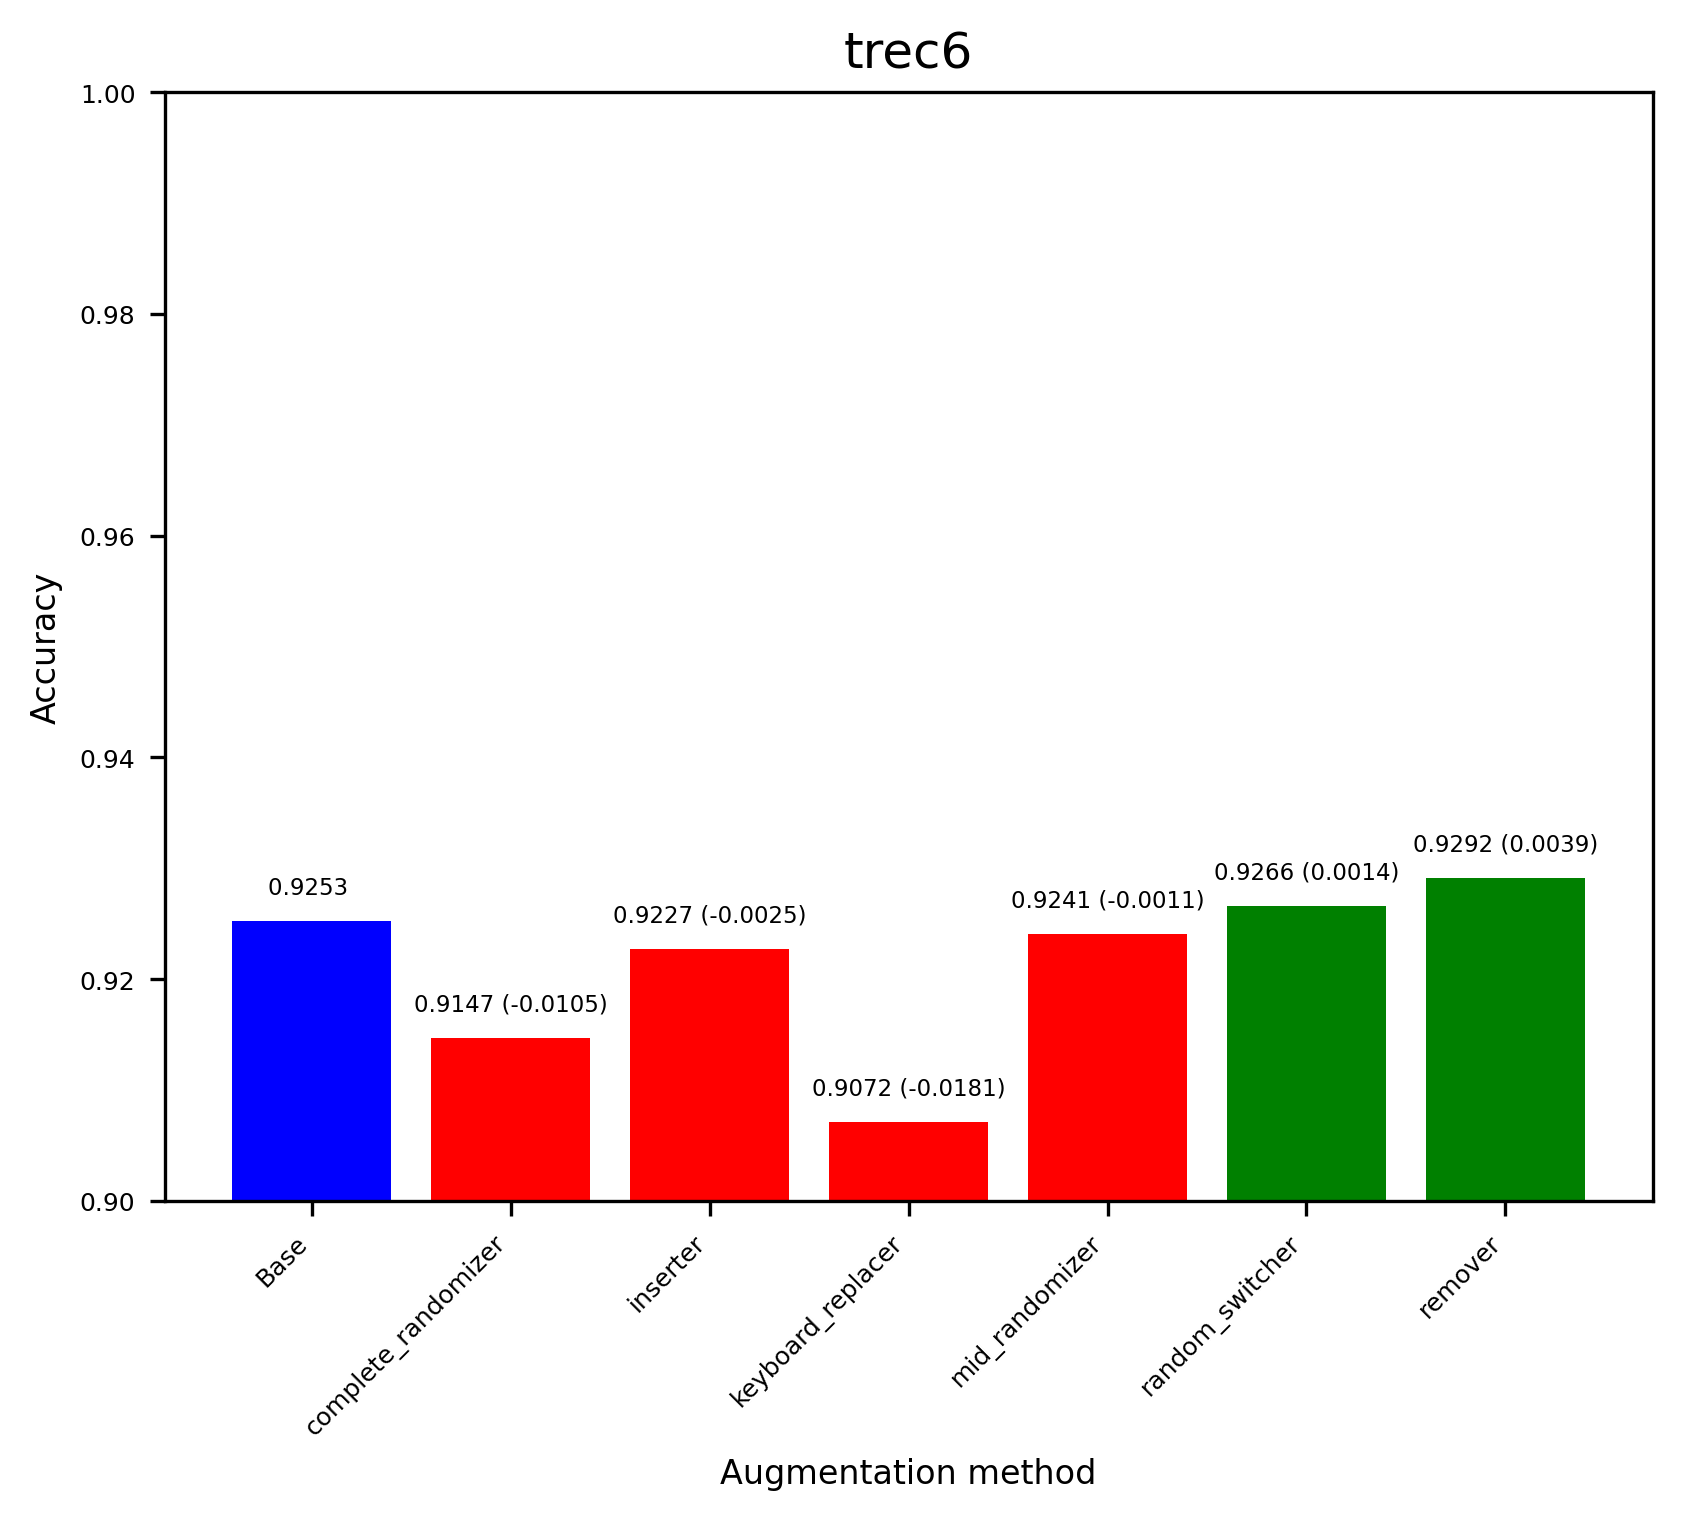 trec6
1.00
0.98
0.96
0.94
0.92
0.90
Accuracy
0.9253
0.9147 (-0.0105)
0.9227 (-0.0025)
0.9072 (-0.0181)
0.9241 (-0.0011)
0.9266 (0.0014)
0.9292 (0.0039)
Base
complete_randomizer
inserter
keyboard_replacer
mid_randomizer
random_switcher
remover
Augmentation method